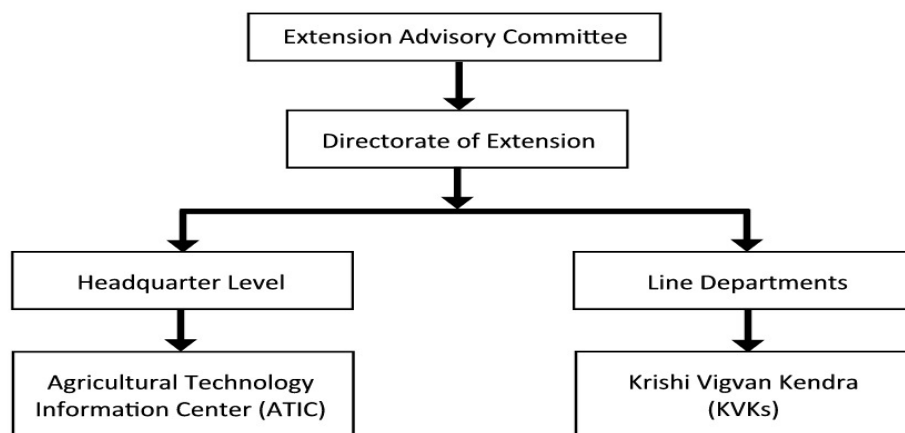 Extension Advisory Committee
Directorate of Extension
Headquarter Level
Line Departments
Agricultural Technology
Information Center (ATIC)
Krishi Vigvan Kendra
(KVKs)